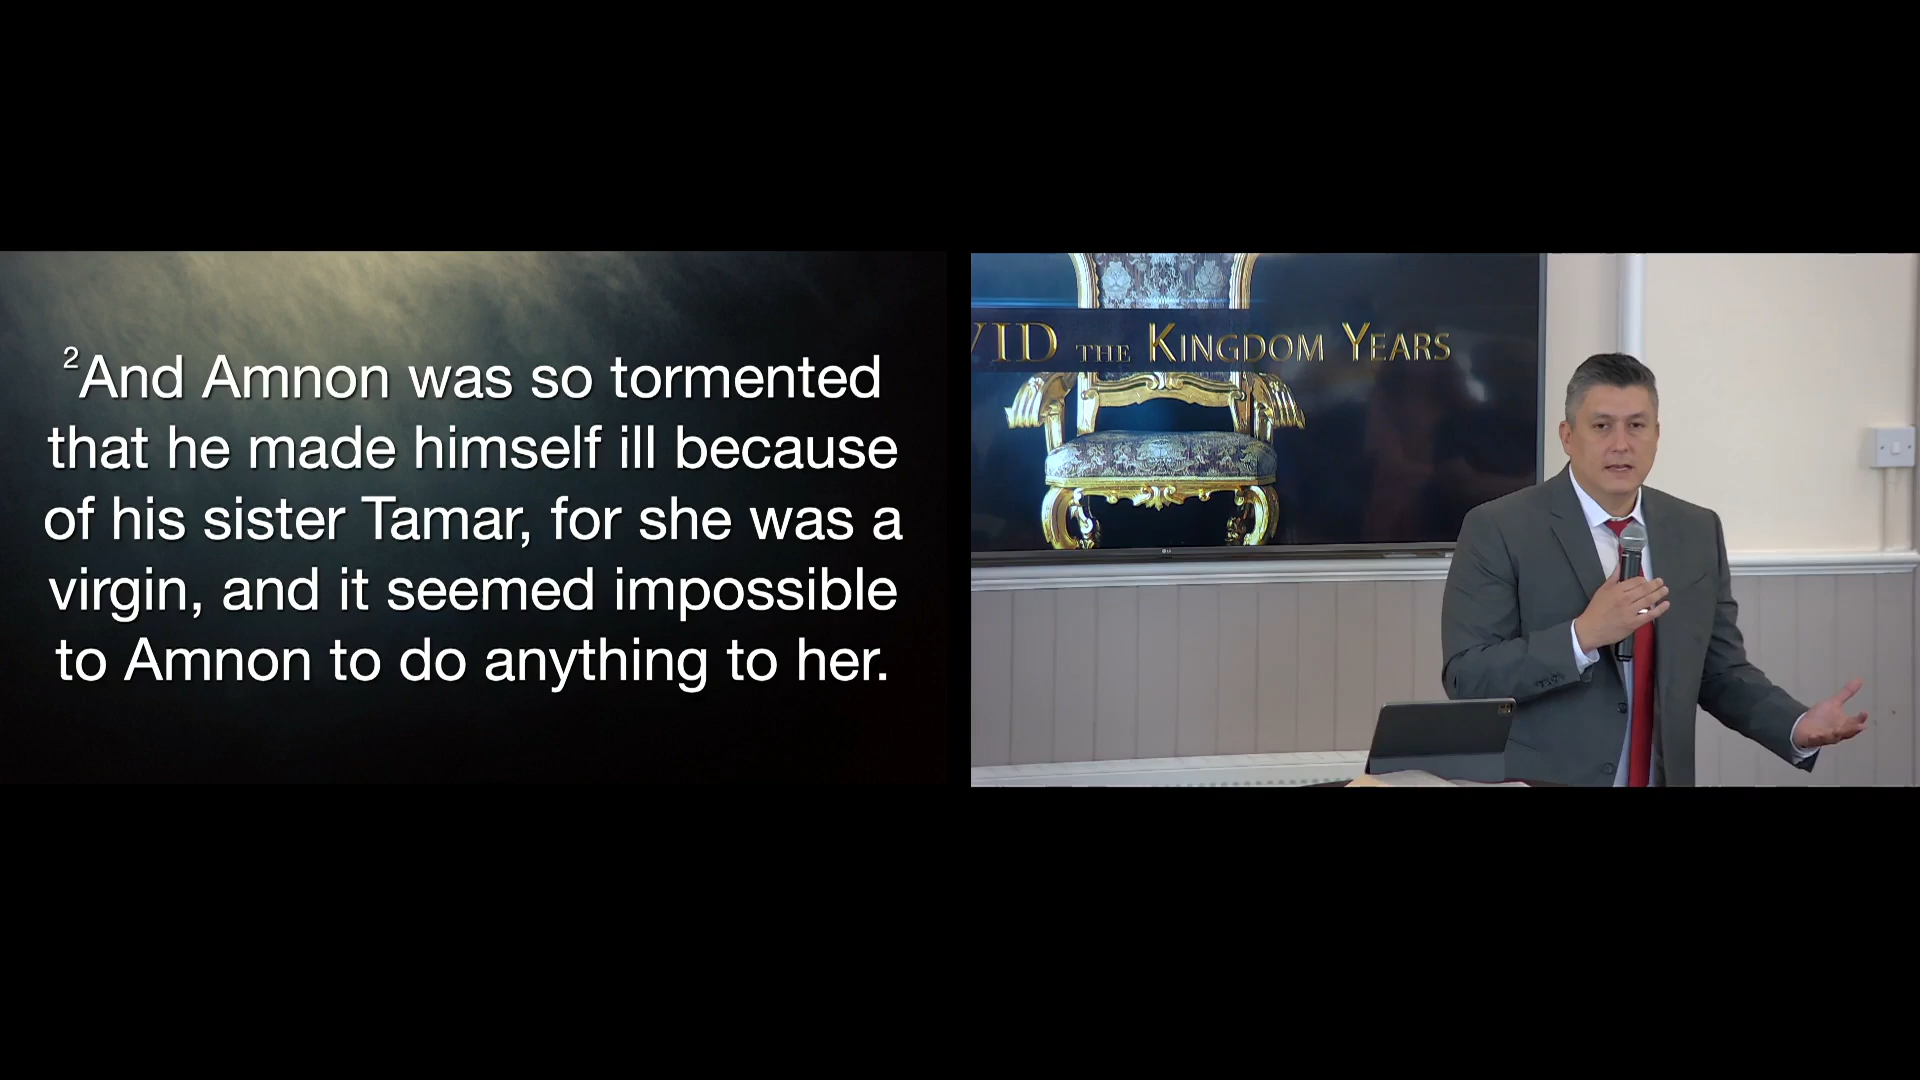 ²And Amnon was so tormented
that he made himself ill because
of his sister Tamar, for she was a
virgin, and it seemed impossible
to Amnon to do anything to her.
VID THE KINGDOM YEARS
LG